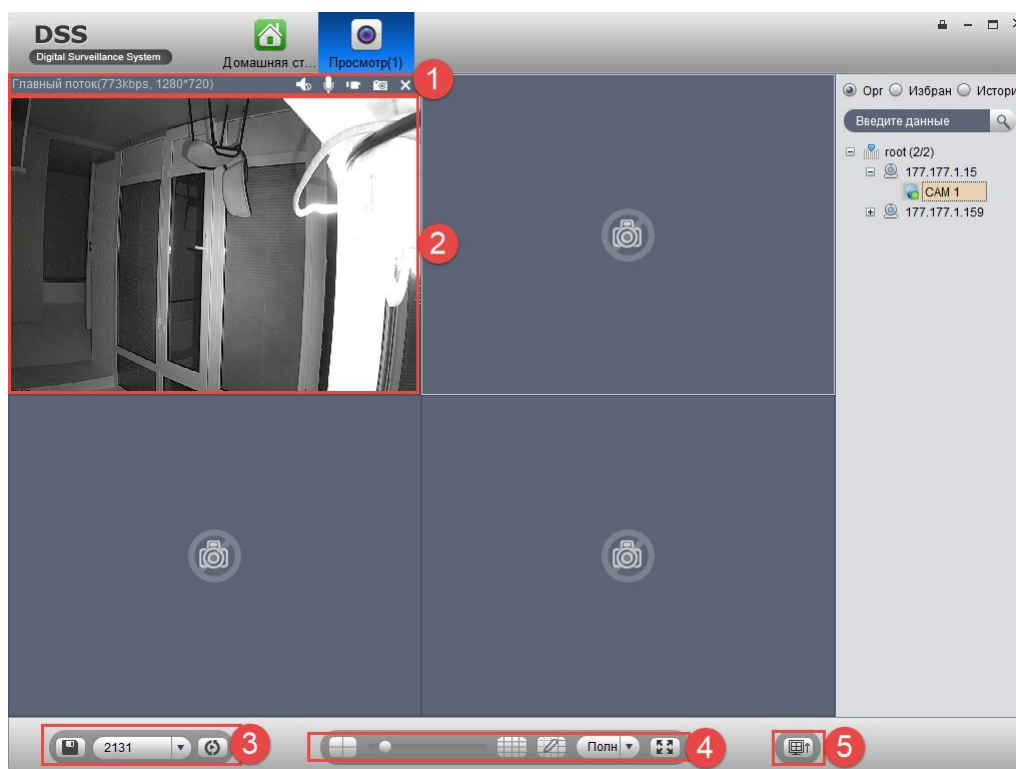 DSS
Digital Surveillance System
Домашняя ст...
Просмотр(1)
Главный поток(773kbps, 1280*720)
1
Орг Избран Истори
Введите данные
root (2/2)
177.177.1.15
CAM 1
177.177.1.159
2
2131
3
Полн
4
5